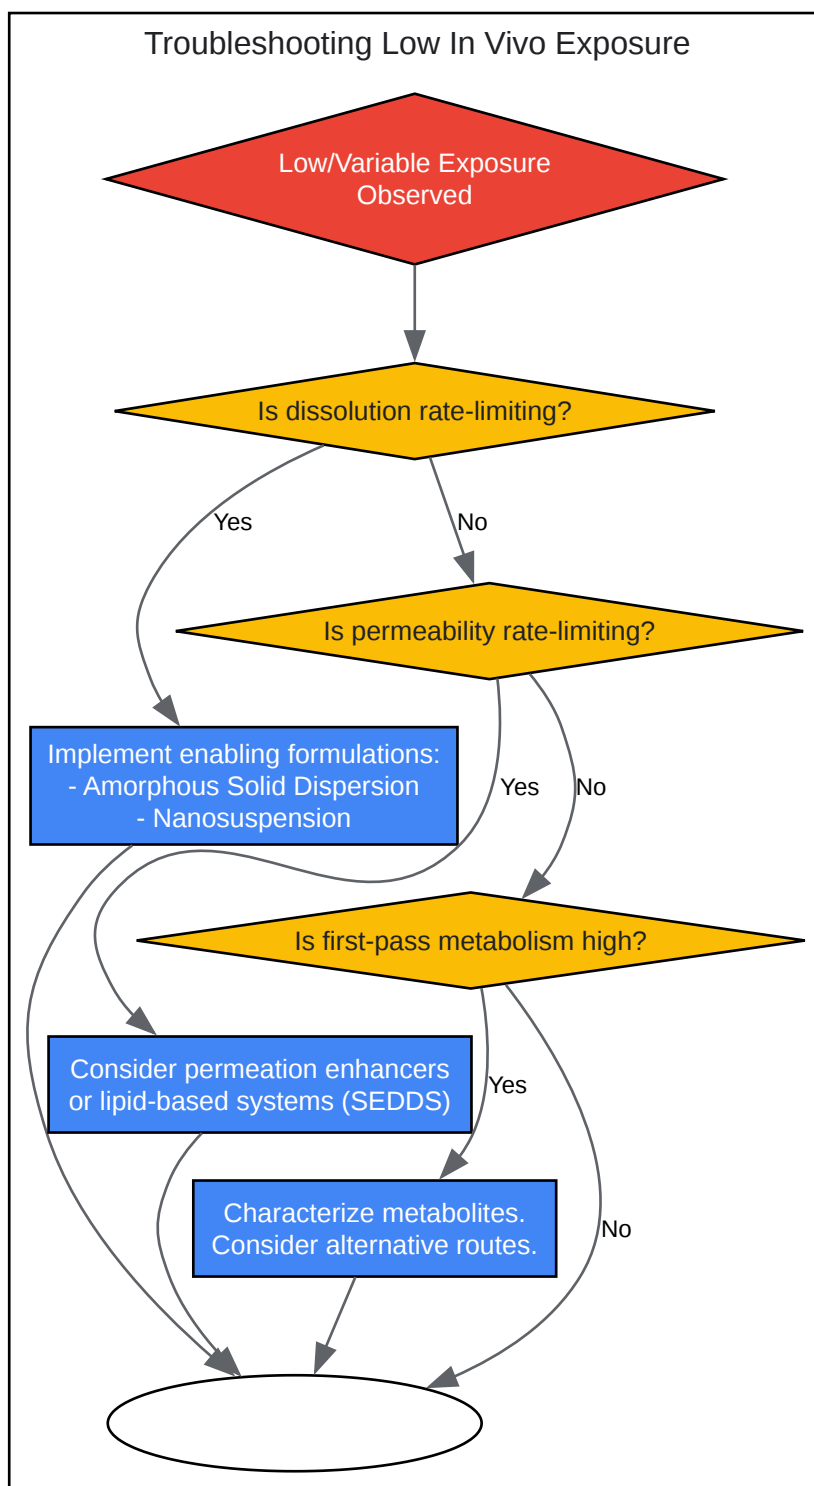 Troubleshooting Low In Vivo Exposure
Low/Variable Exposure
Observed
Is dissolution rate-limiting?
Yes
No
Is permeability rate-limiting?
Implement enabling formulations:
- Amorphous Solid Dispersion
- Nanosuspension
Yes
No
Is first-pass metabolism high?
Consider permeation enhancers
or lipid-based systems (SEDDS)
Yes
Characterize metabolites.
Consider alternative routes.
No